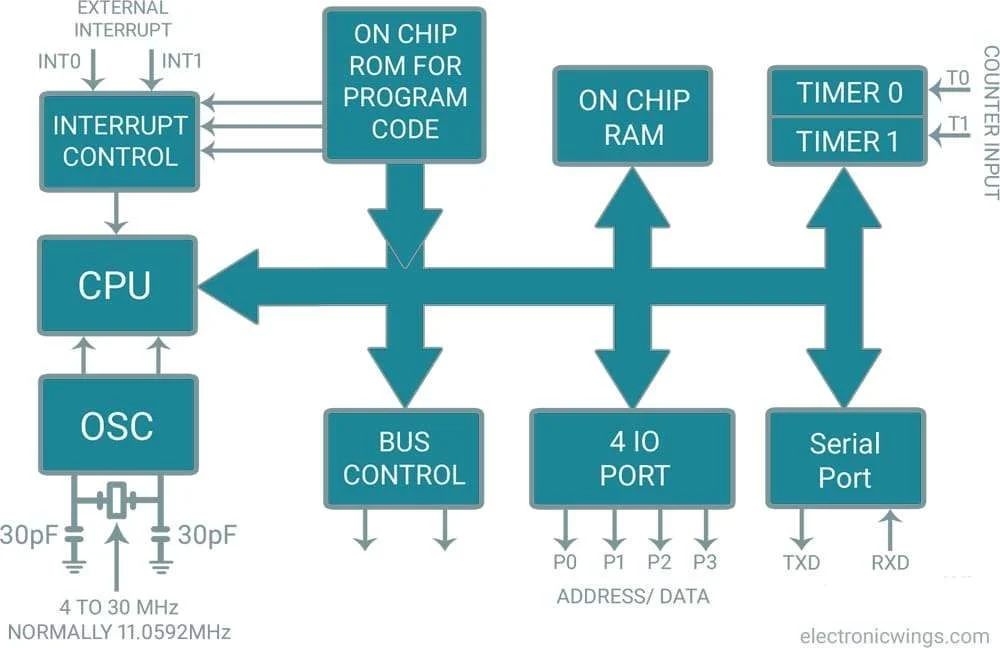 EXTERNAL
INTERRUPT
INT0
INT1
INTERRUPT
CONTROL
ON CHIP
ROM FOR
PROGRAM
CODE
ON CHIP
RAM
TIMER 0
TIMER 1
T0
T1
COUNTER INPUT
CPU
OSC
30pF
30pF
4 TO 30 MHz
NORMALLY 11.0592MHz
BUS
CONTROL
4 IO
PORT
P0
P1
P2
P3
ADDRESS/ DATA
Serial
Port
TXD
RXD
electronicwings.com